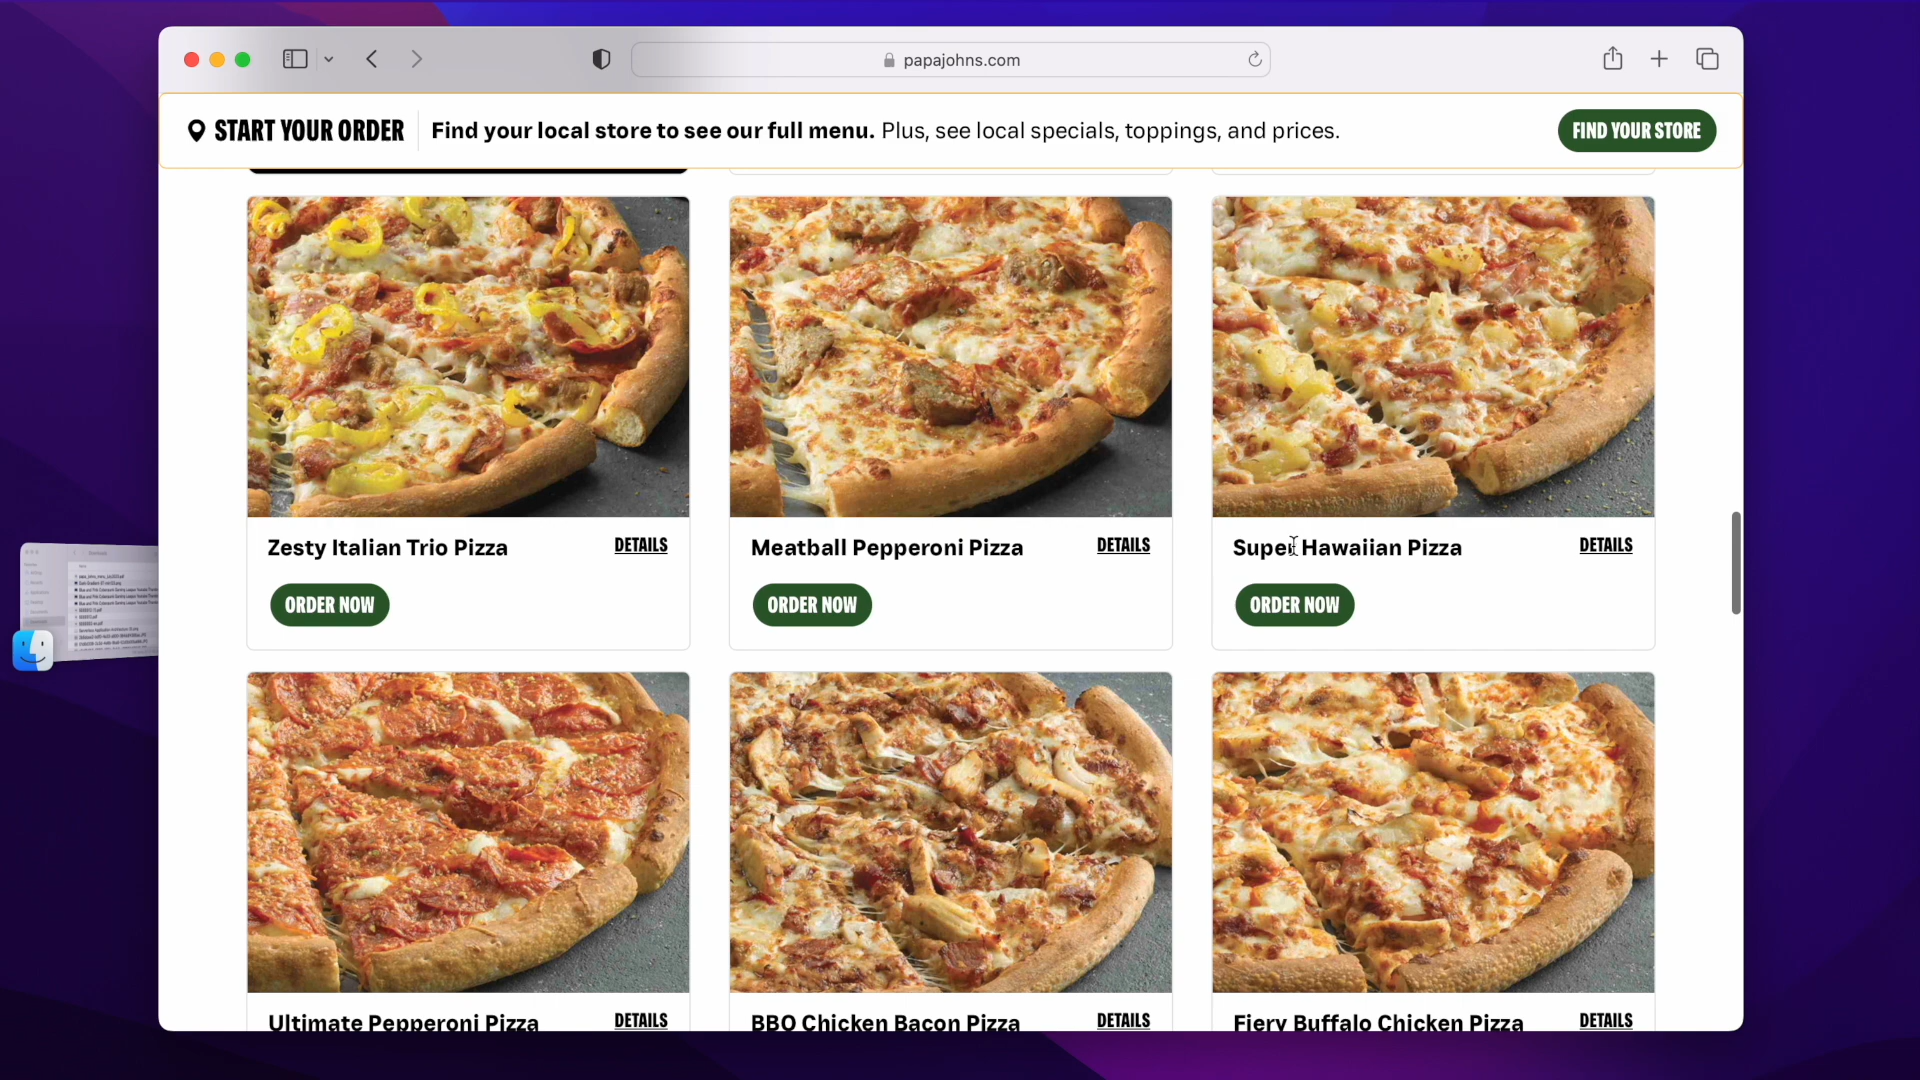 papajohns.com
START YOUR ORDER
Find your local store to see our full menu. Plus, see local specials, toppings, and prices.
FIND YOUR STORE
Zesty Italian Trio Pizza
DETAILS
ORDER NOW
Meatball Pepperoni Pizza
DETAILS
ORDER NOW
Super Hawaiian Pizza
DETAILS
ORDER NOW
Ultimate Pepperoni Pizza
DETAILS
BBQ Chicken Bacon Pizza
DETAILS
Fiery Buffalo Chicken Pizza
DETAILS